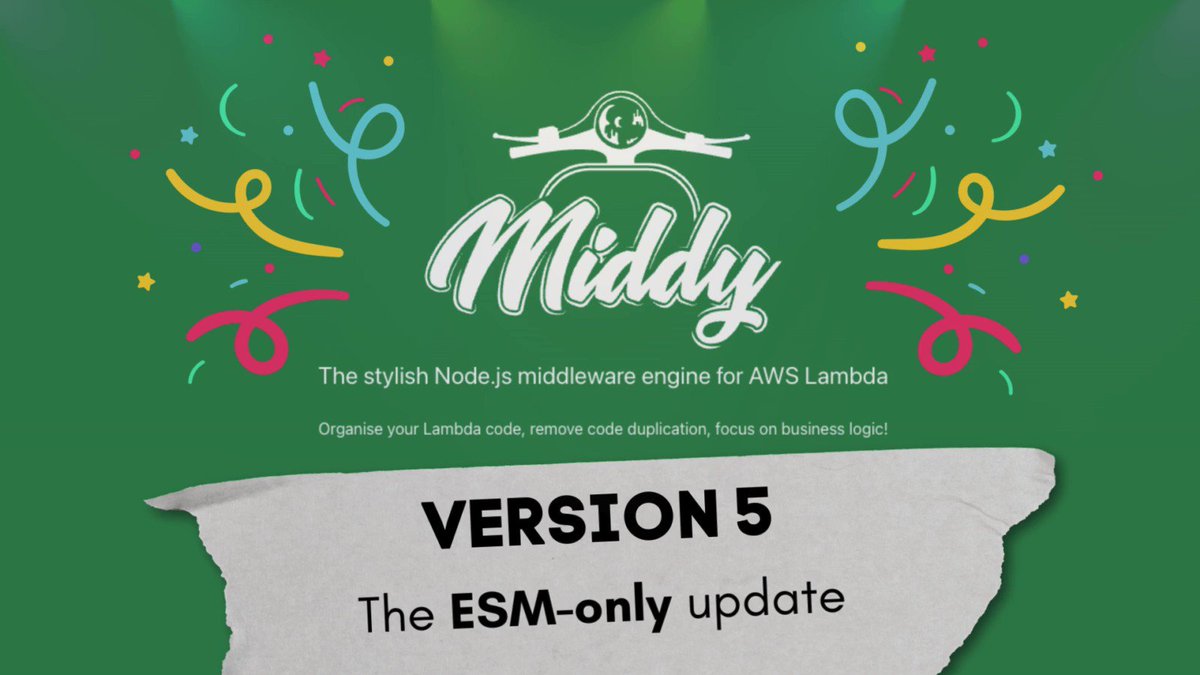 Middy
The stylish Node.js middleware engine for AWS Lambda
Organise your Lambda code, remove code duplication, focus on business logic!
VERSION 5
The ESM-only update